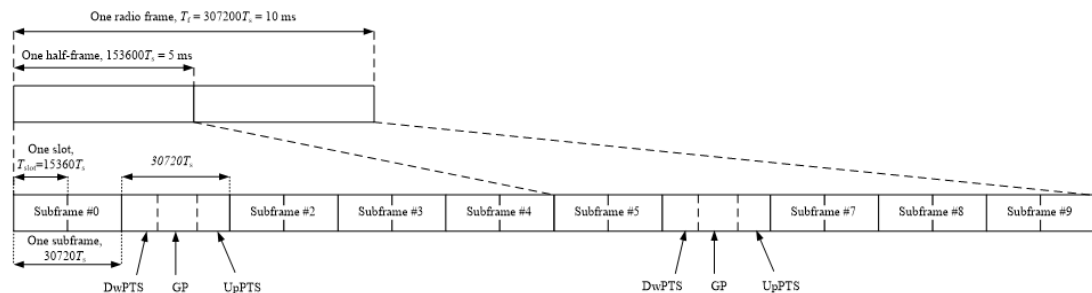 One radio frame, Tf = 307200Ts = 10 ms
One half-frame, 153600Ts = 5 ms
One slot,
Tslot=15360Ts
30720Ts
Subframe #0
Subframe #2
Subframe #3
Subframe #4
Subframe #5
Subframe #7
Subframe #8
Subframe #9
One subframe,
30720Ts
DwPTS
GP
UpPTS
DwPTS
GP
UpPTS